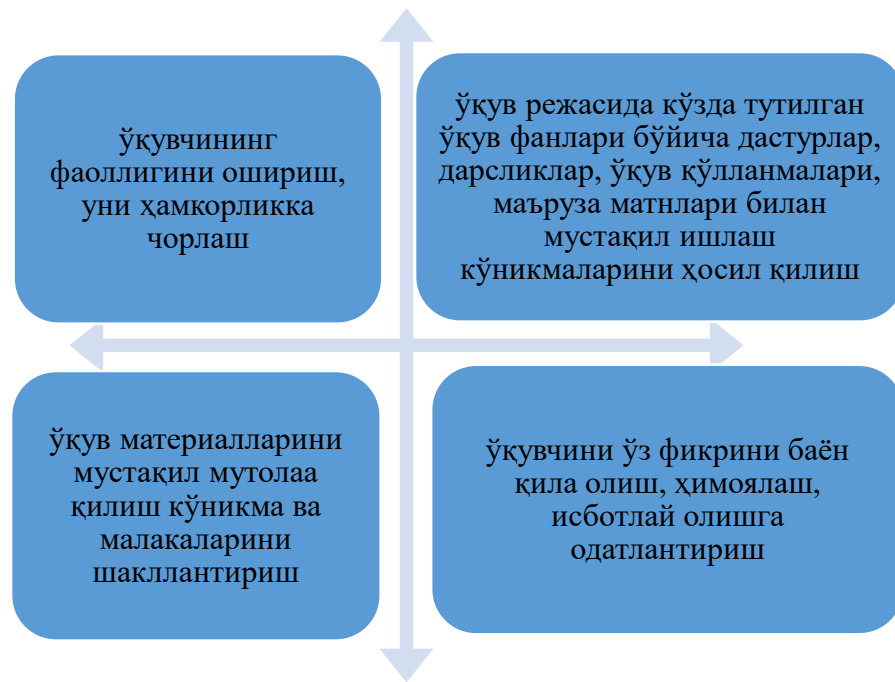 ўқувчининг
фаоллигини ошириш,
уни ҳамкорликка
чорлаш
ўқув режасида кўзда тутилган
ўқув фанлари бўйича дастурлар,
дарсликлар, ўқув қўлланмалари,
маъруза матнлари билан
мустақил ишлаш
кўникмаларини ҳосил қилиш
ўқув материалларини
мустақил мутолаа
қилиш кўникма ва
малакаларини
шакллантириш
ўқувчини ўз фикрини баён
қила олиш, ҳимоялаш,
исботлай олишга
одатлантириш